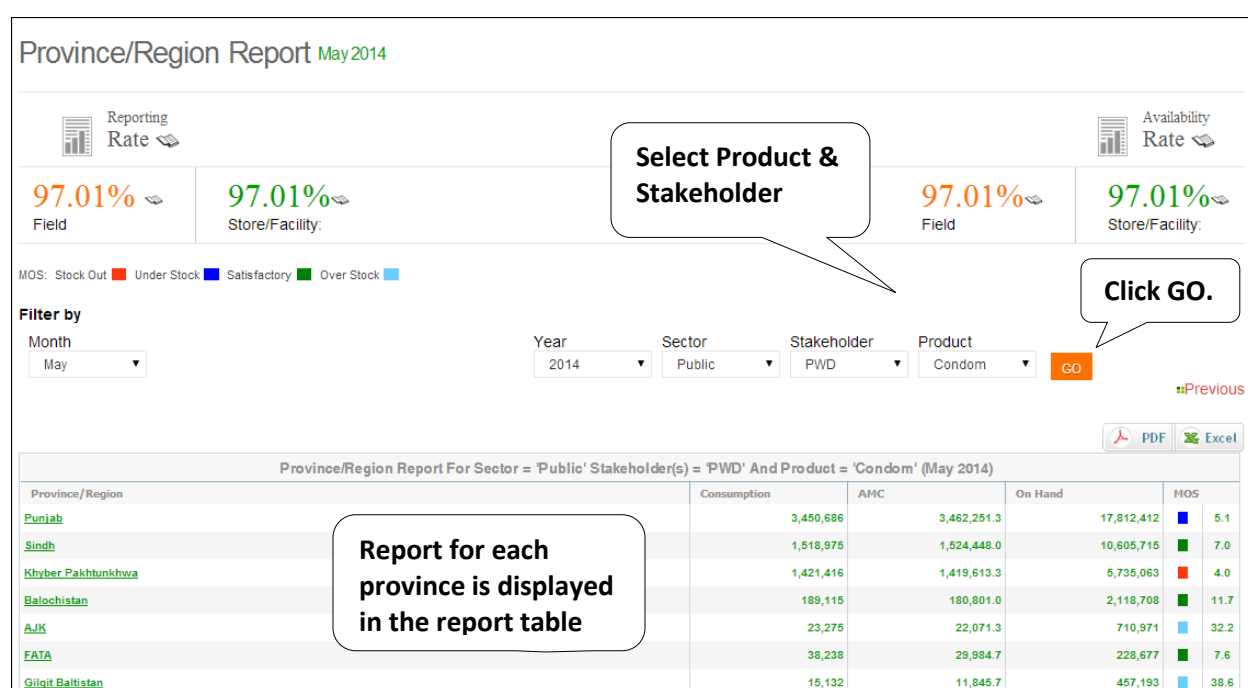 Province/Region Report May 2014
Reporting
Rate
Availability
Rate
Select Product &
Stakeholder
97.01%
Field
97.01%
Store/Facility:
97.01%
Field
97.01%
Store/Facility:
MOS: Stock Out Under Stock Satisfactory Over Stock
Click GO.
Filter by
Month Year Sector Stakeholder Product
May 2014 Public PWD Condom GO
Previous
PDF Excel
Province/Region Report For Sector = 'Public' Stakeholder(s) = 'PWD' And Product = 'Condom' (May 2014)
Province/Region Consumption AMC On Hand MOS
Punjab 3,450,686 3,462,251.3 17,812,412 5.1
Sindh 1,518,975 1,524,448.0 10,605,715 7.0
Khyber Pakhtunkhwa 1,421,416 1,419,613.3 5,735,063 4.0
Balochistan 189,115 180,801.0 2,118,708 11.7
AJK 23,275 22,071.3 710,971 32.2
FATA 38,238 29,984.7 228,677 7.6
Gilgit Baltistan 15,132 11,845.7 457,193 38.6
Report for each
province is displayed
in the report table